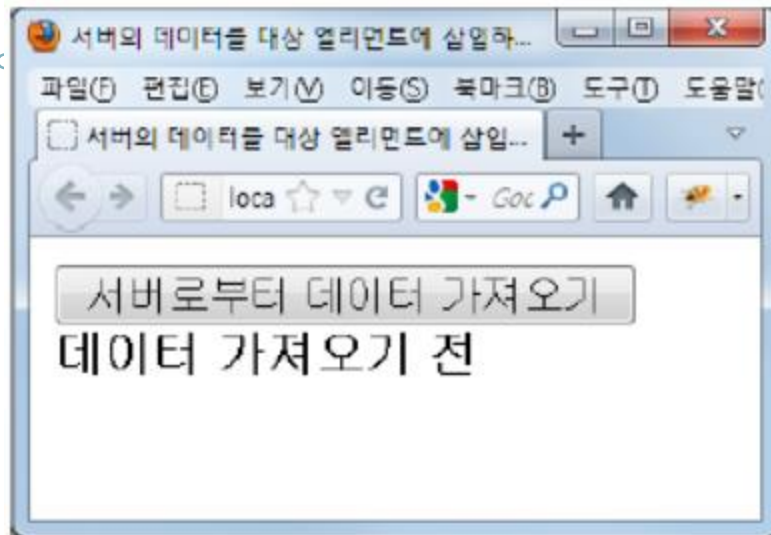 서버의 데이터를 대상 엘리먼트에 삽입하...
파일(F) 편집(E) 보기(V) 이동(S) 북마크(B) 도구(T) 도움말(
서버의 데이터를 대상 엘리먼트에 삽입...
loca Goc
서버로부터 데이터 가져오기
데이터 가져오기 전